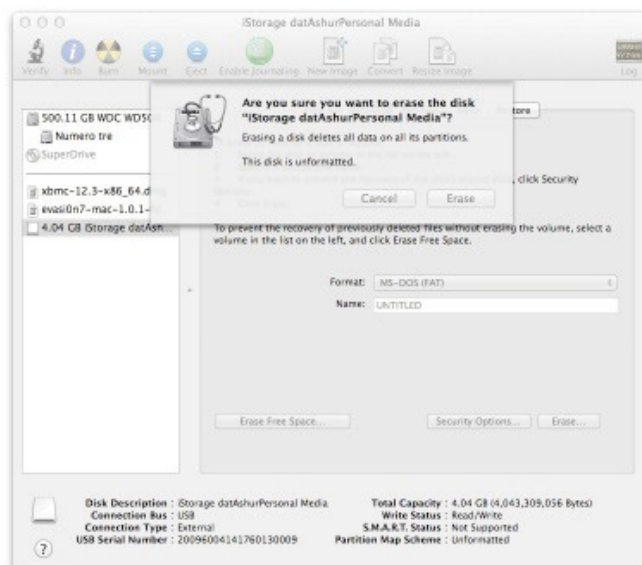 iStorage datAshurPersonal Media
Verify Info Burn Mount Eject Enable Journaling New Image Convert Resize Image Log
Are you sure you want to erase the disk
"iStorage datAshurPersonal Media"?
Erasing a disk deletes all data on all its partitions.
This disk is unformatted.
Cancel Erase
500.11 GB WDC WD50
Numero tre
SuperDrive
xbmc-12.3-x86_64.d
evasi0n7-mac-1.0.1-
4.04 GB iStorage datAsh...
tore
click Security
To prevent the recovery of previously deleted files without erasing the volume, select a
volume in the list on the left, and click Erase Free Space.
Format: MS-DOS (FAT)
Name: UNTITLED
Erase Free Space... Security Options... Erase...
Disk Description : iStorage datAshurPersonal Media
Connection Bus : USB
Connection Type : External
USB Serial Number : 20096004141760130009
Total Capacity : 4.04 GB (4,043,309,056 Bytes)
Write Status : Read/Write
S.M.A.R.T. Status : Not Supported
Partition Map Scheme : Unformatted
?